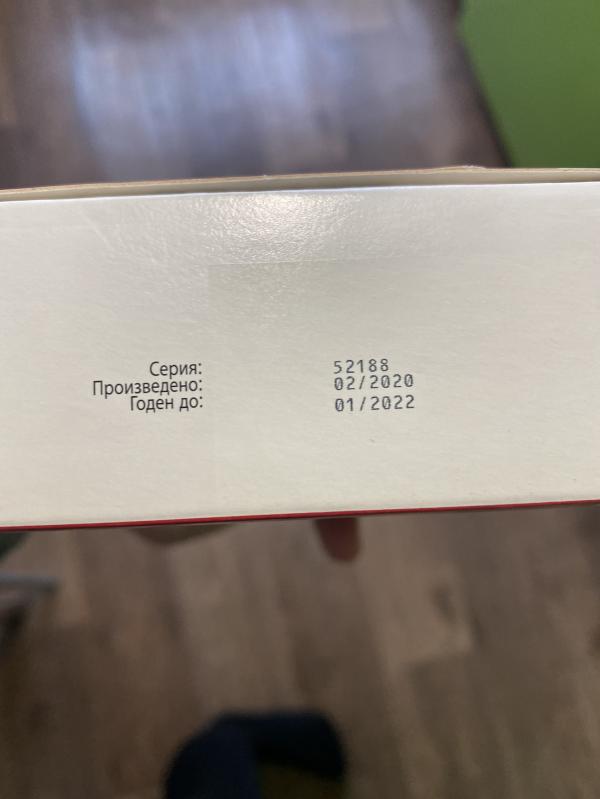 Серия: 52188
Произведено: 02/2020
Годен до: 01/2022